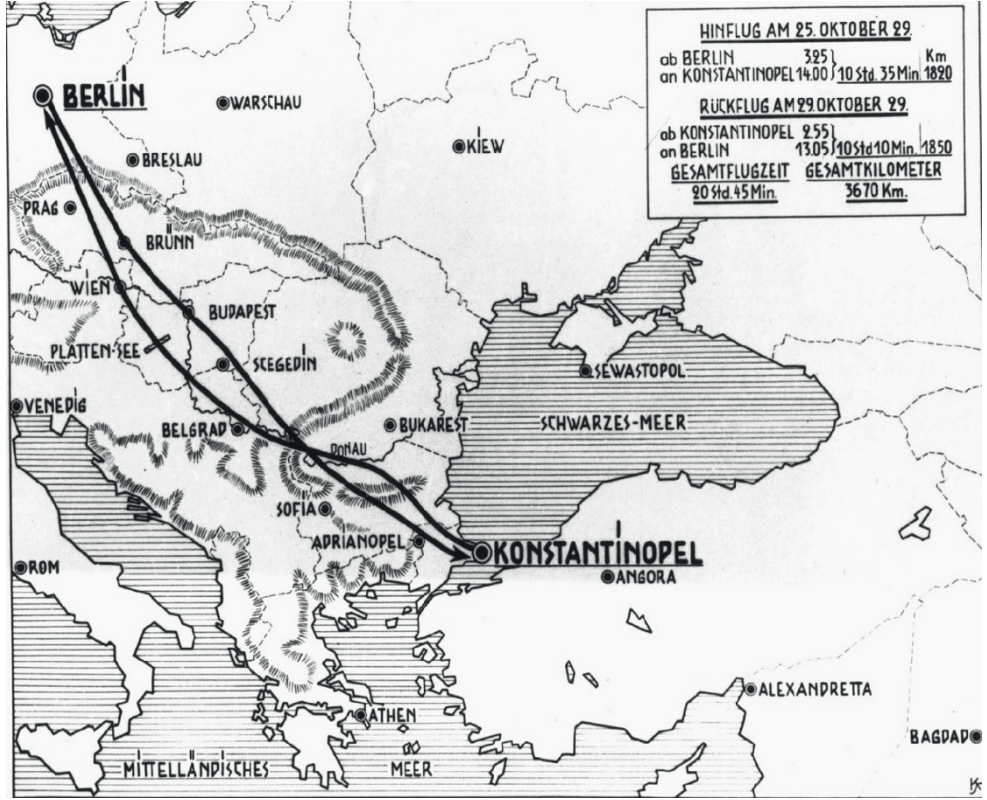 HINFLUG AM 25. OKTOBER 29.
ab BERLIN 3.25
Km
an KONSTANTINOPEL 14.00 10 Std. 35 Min. 1820
RÜCKFLUG AM 29. OKTOBER 29.
ab KONSTANTINOPEL 2.55
an BERLIN 13.05 10 Std 10 Min. 1850
GESAMTFLUGZEIT GESAMTKILOMETER
20 Std. 45 Min. 3670 Km.
BERLIN
WARSCHAU
KIEW
BRESLAU
PRAG
BRÜNN
WIEN
BUDAPEST
PLATTEN-SEE
SEEGEDIN
SEWASTOPOL
VENEDIG
BELGRAD
BUKAREST
SCHWARZES-MEER
DONAU
SOFIA
ADRIANOPEL
KONSTANTINOPEL
ROM
ANGORA
ALEXANDRETTA
ATHEN
BAGDAD
MITTELLÄNDISCHES MEER